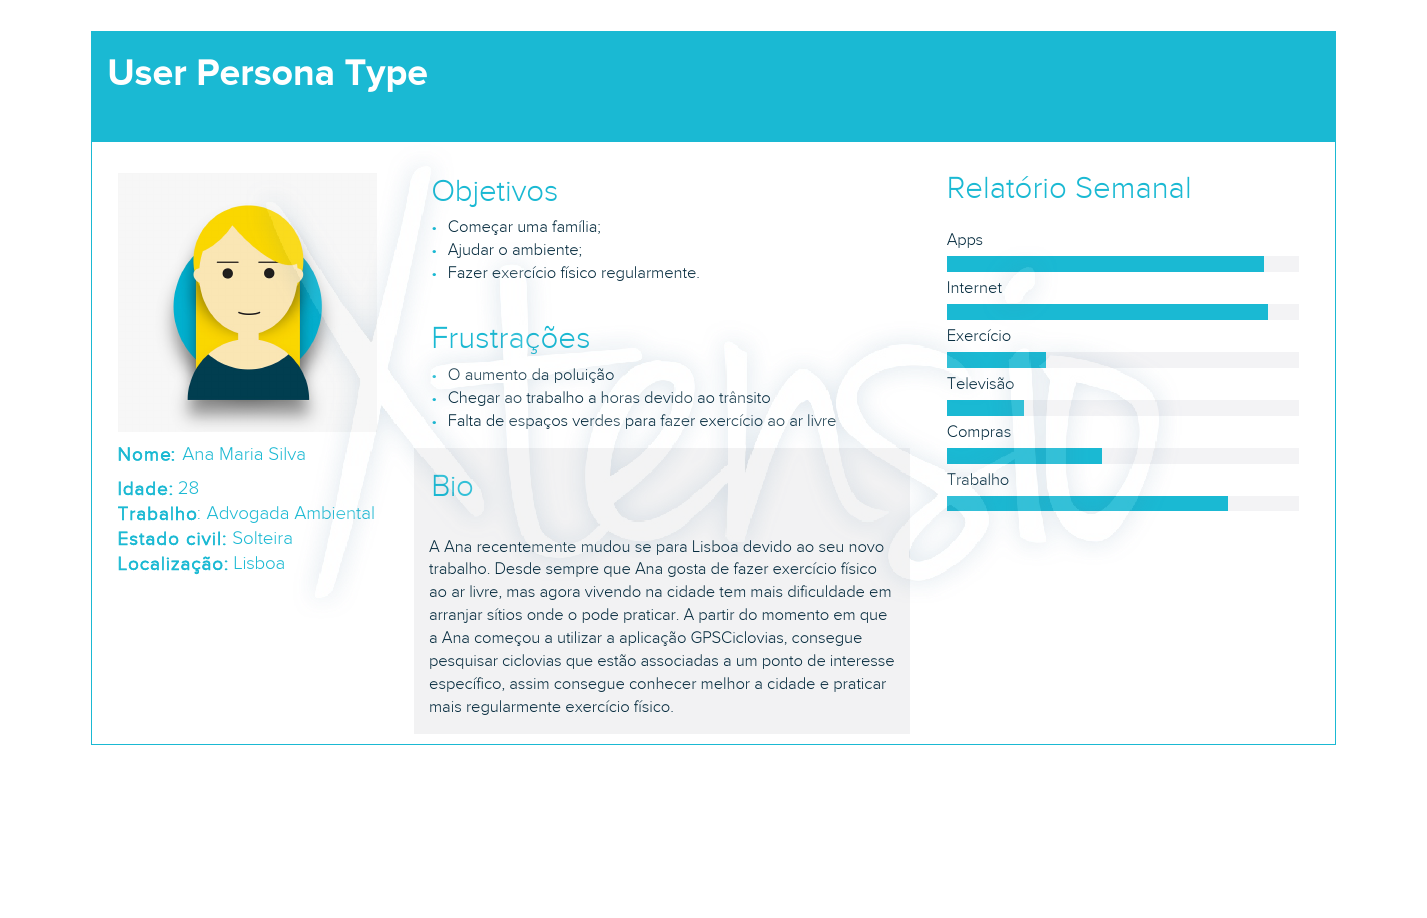 User Persona Type
Nome: Ana Maria Silva
Idade: 28
Trabalho: Advogada Ambiental
Estado civil: Solteira
Localização: Lisboa
Objetivos
• Começar uma família;
• Ajudar o ambiente;
• Fazer exercício físico regularmente.
Frustrações
• O aumento da poluição
• Chegar ao trabalho a horas devido ao trânsito
• Falta de espaços verdes para fazer exercício ao ar livre
Bio
A Ana recentemente mudou se para Lisboa devido ao seu novo
trabalho. Desde sempre que Ana gosta de fazer exercício físico
ao ar livre, mas agora vivendo na cidade tem mais dificuldade em
arranjar sítios onde o pode praticar. A partir do momento em que
a Ana começou a utilizar a aplicação GPSCiclovias, consegue
pesquisar ciclovias que estão associadas a um ponto de interesse
específico, assim consegue conhecer melhor a cidade e praticar
mais regularmente exercício físico.
Relatório Semanal
Apps
Internet
Exercício
Televisão
Compras
Trabalho
Xtensio